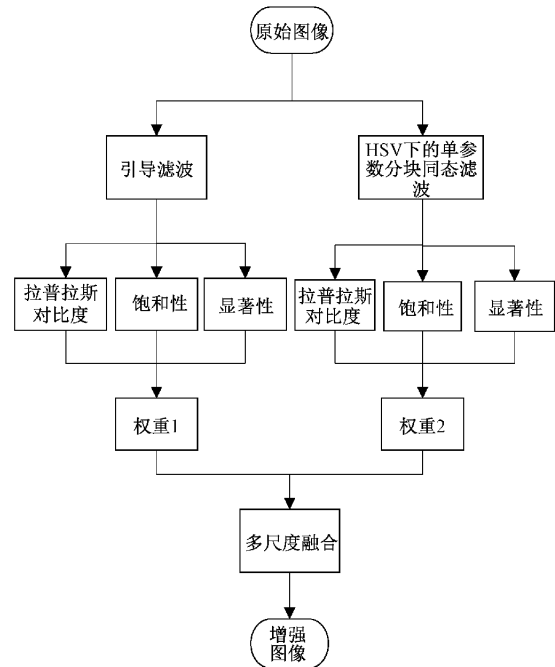 原始图像
引导滤波
HSV下的单参
数分块同态滤
波
拉普拉斯
对比度
饱和性
显著性
拉普拉斯
对比度
饱和性
显著性
权重1
权重2
多尺度融合
增强
图像